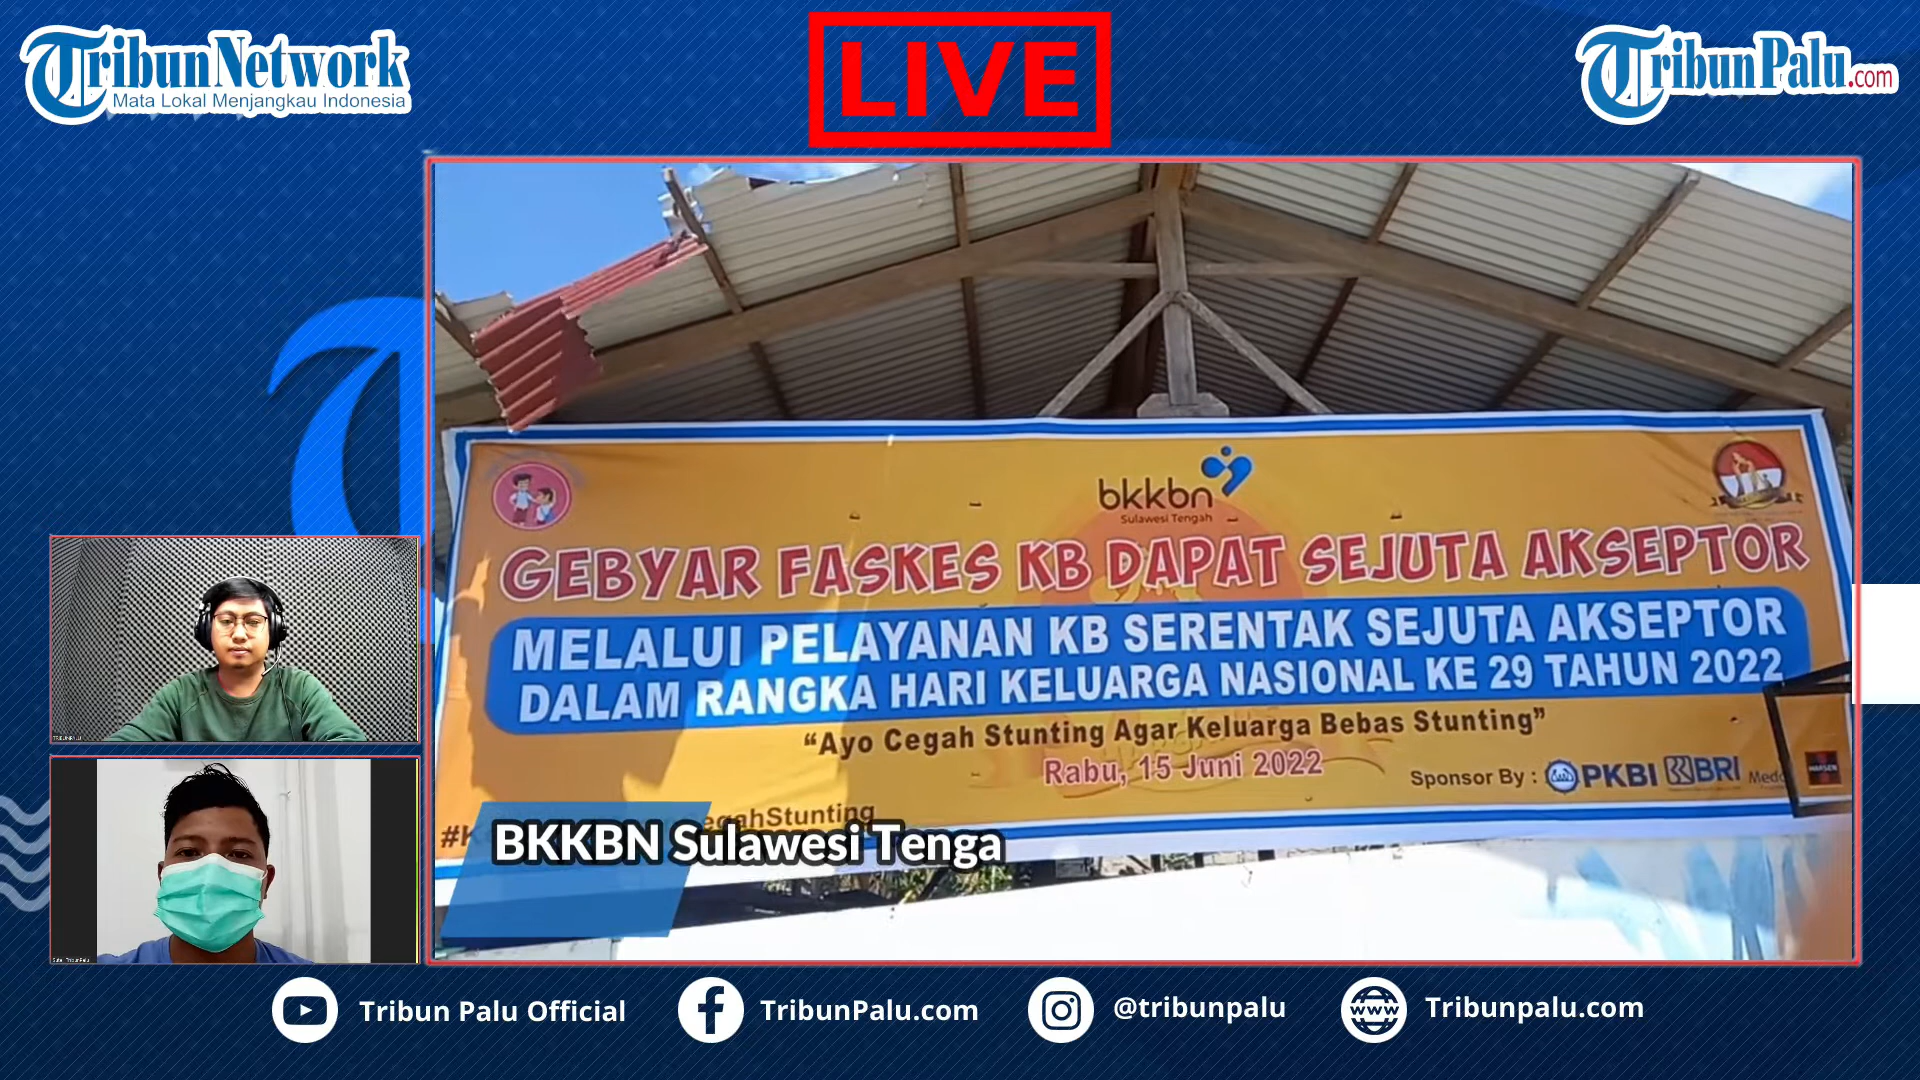 TribunNetwork
Mata Lokal Menjangkau Indonesia
LIVE
TribunPalu.com
bkkbn
Sulawesi Tengah
GEBYAR FASKES KB DAPAT SEJUTA AKSEPTOR
MELALUI PELAYANAN KB SERENTAK SEJUTA AKSEPTOR
DALAM RANGKA HARI KELUARGA NASIONAL KE 29 TAHUN 2022
“Ayo Cegah Stunting Agar Keluarga Bebas Stunting”
Rabu, 15 Juni 2022
Sponsor By : PKBI BRI
BKKBN Sulawesi Tenga
TRIBUNPALU
Tribun Palu Official
TribunPalu.com
@tribunpalu
Tribunpalu.com